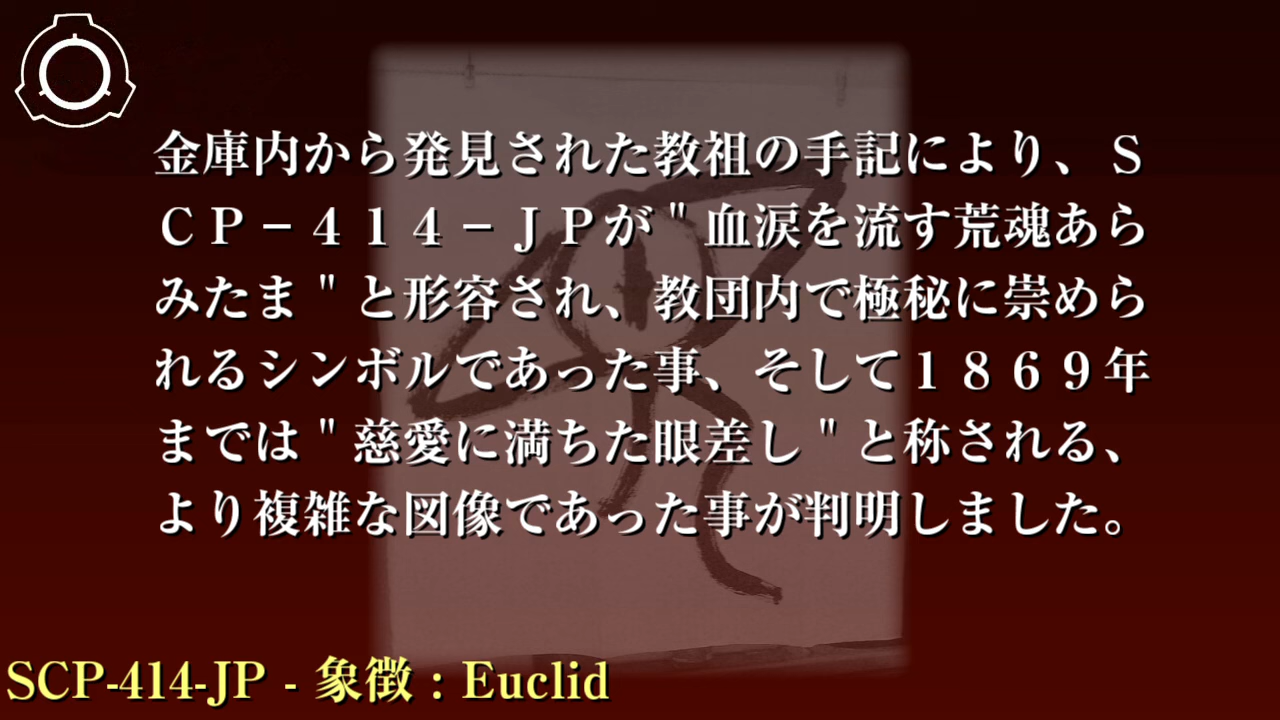 金庫内から発見された教祖の手記により、Ｓ
ＣＰ－４１４－ＪＰが＂血涙を流す荒魂あら
みたま＂と形容され、教団内で極秘に崇めら
れるシンボルであった事、そして１８６９年
までは＂慈愛に満ちた眼差し＂と称される、
より複雑な図像であった事が判明しました。
SCP-414-JP - 象徴：Euclid